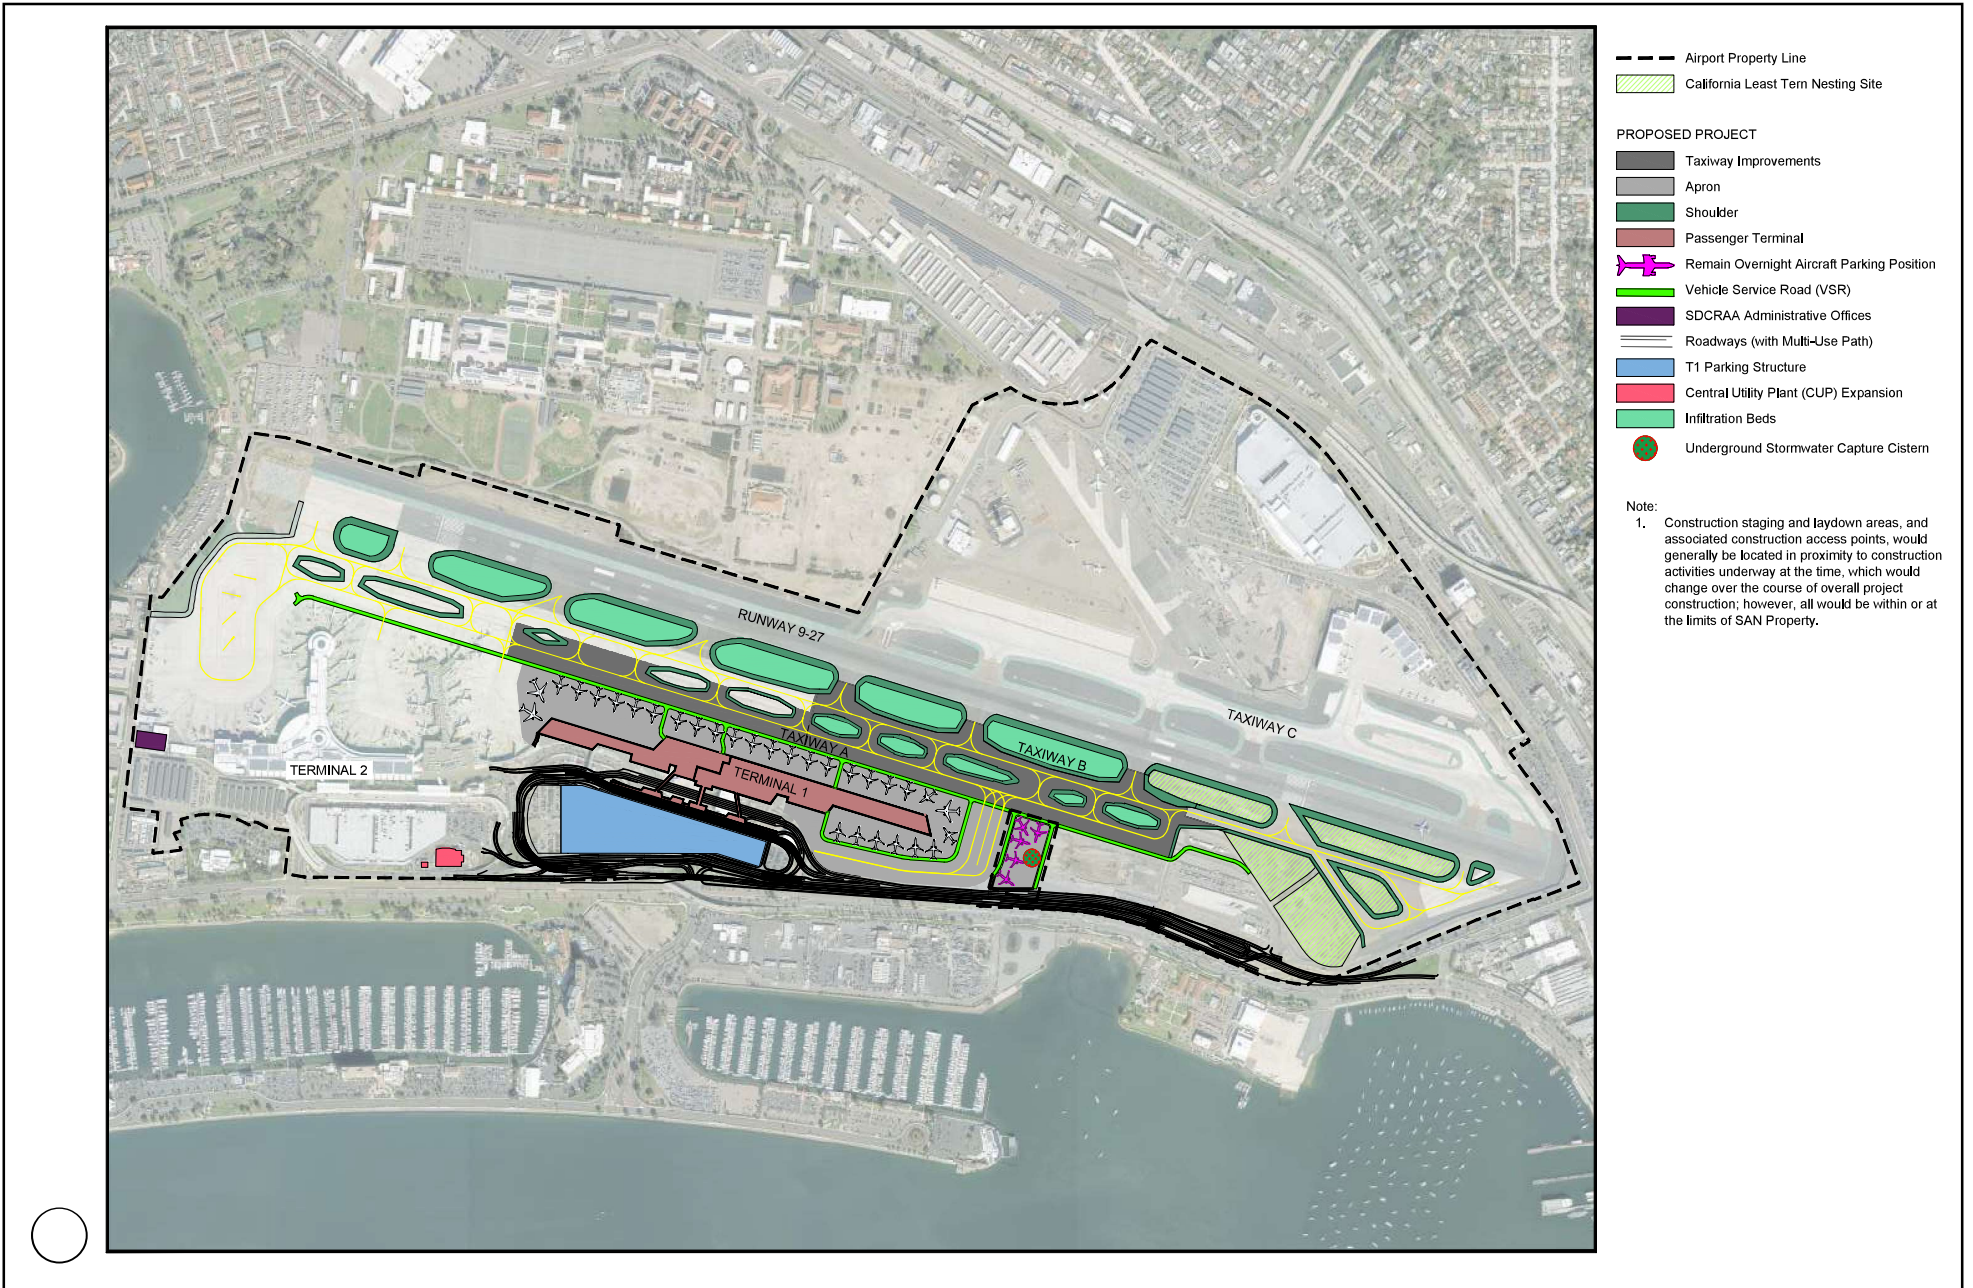 Airport Property Line
California Least Tern Nesting Site
PROPOSED PROJECT
Taxiway Improvements
Apron
Shoulder
Passenger Terminal
Remain Overnight Aircraft Parking Position
Vehicle Service Road (VSR)
SDCRAA Administrative Offices
Roadways (with Multi-Use Path)
T1 Parking Structure
Central Utility Plant (CUP) Expansion
Infiltration Beds
Underground Stormwater Capture Cistern
Note:
1. Construction staging and laydown areas, and
associated construction access points, would
generally be located in proximity to construction
activities underway at the time, which would
change over the course of overall project
construction; however, all would be within or at
the limits of SAN Property.
RUNWAY 9-27
TAXIWAY C
TAXIWAY A
TAXIWAY B
TERMINAL 2
TERMINAL 1